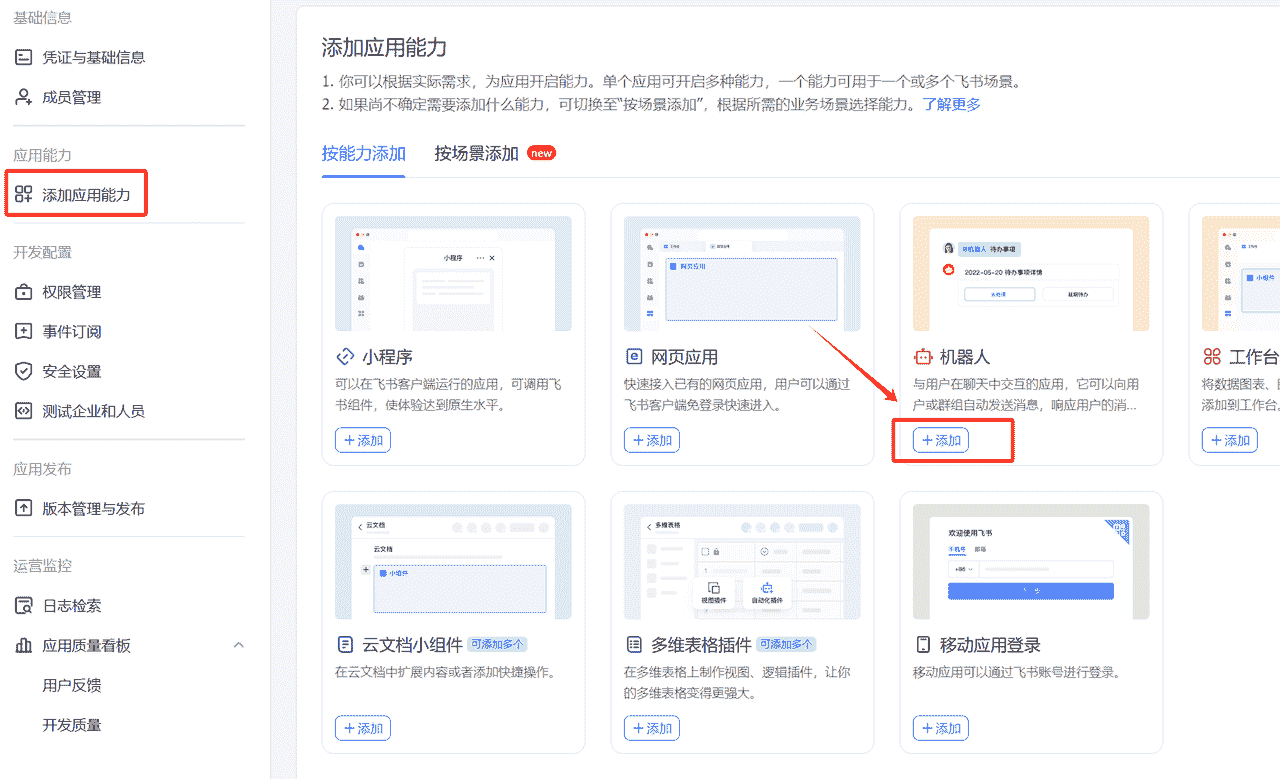 基础信息
凭证与基础信息
成员管理
应用能力
添加应用能力
开发配置
权限管理
事件订阅
安全设置
测试企业和人员
应用发布
版本管理与发布
运营监控
日志检索
应用质量看板
用户反馈
开发质量
添加应用能力
1. 你可以根据实际需求，为应用开启能力。单个应用可开启多种能力，一个能力可用于一个或多个飞书场景。
2. 如果尚不确定需要添加什么能力，可切换至“按场景添加”，根据所需的业务场景选择能力。了解更多
按能力添加 按场景添加 new
小程序
小程序
可以在飞书客户端运行的应用，可调用飞
书组件，使体验达到原生水平。
+ 添加
网页应用
网页应用
快速接入已有的网页应用，用户可以通过
飞书客户端免登录快速进入。
+ 添加
机器人 待办事项
2022-05-20 待办事项详情
机器人
与用户在聊天中交互的应用，它可以向用
户或群组自动发送消息，响应用户的消...
+ 添加
小组件
工作台
将数据图表、
添加到工作台。
+ 添加
云文档
云文档
小组件
云文档小组件 可添加多个
在云文档中扩展内容或者添加快捷操作。
+ 添加
多维表格
视图插件 自动化插件
多维表格插件 可添加多个
在多维表格上制作视图、逻辑插件，让你
的多维表格变得更强大。
+ 添加
欢迎使用飞书
手机号 邮箱
+86
移动应用登录
移动应用可以通过飞书账号进行登录。
+ 添加